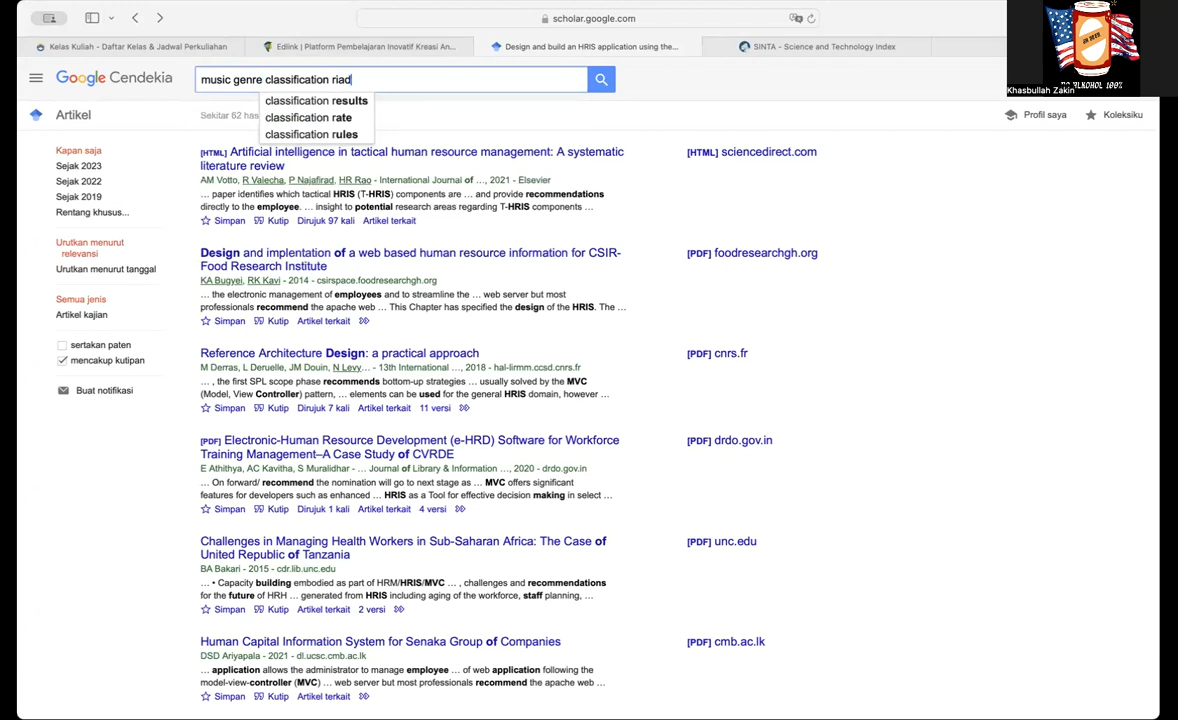 scholar.google.com
Kelas Kuliah - Daftar Kelas & Jadwal Perkuliahan
Edlink | Platform Pembelajaran Inovatif Kreasi An...
Design and build an HRIS application using the...
SINTA - Science and Technology Index
AN BEER
ALKOHOL 100%
Khasbullah Zakin
Google Cendekia
music genre classification riad
classification results
classification rate
classification rules
Artikel
Sekitar 62 has
Profil saya
Koleksiku
Kapan saja
Sejak 2023
Sejak 2022
Sejak 2019
Rentang khusus...
Urutkan menurut
relevansi
Urutkan menurut tanggal
Semua jenis
Artikel kajian
sertakan paten
mencakup kutipan
Buat notifikasi
[HTML] Artificial intelligence in tactical human resource management: A systematic
literature review
AM Votto, R Valecha, P Najafirad, HR Rao - International Journal of ..., 2021 - Elsevier
... paper identifies which tactical HRIS (T-HRIS) components are ... and provide recommendations
directly to the employee. ... insight to potential research areas regarding T-HRIS components ...
Simpan Kutip Dirujuk 97 kali Artikel terkait
[HTML] sciencedirect.com
Design and implentation of a web based human resource information for CSIR-
Food Research Institute
KA Bugyei, RK Kavi - 2014 - csirspace.foodresearchgh.org
... the electronic management of employees and to streamline the ... web server but most
professionals recommend the apache web ... This Chapter has specified the design of the HRIS. The ...
Simpan Kutip Artikel terkait
[PDF] foodresearchgh.org
Reference Architecture Design: a practical approach
M Derras, L Deruelle, JM Douin, N Levy... - 13th International ..., 2018 - hal-lirmm.ccsd.cnrs.fr
... , the first SPL scope phase recommends bottom-up strategies ... usually solved by the MVC
(Model, View Controller) pattern, ... elements can be used for the general HRIS domain, however ...
Simpan Kutip Dirujuk 7 kali Artikel terkait 11 versi
[PDF] cnrs.fr
[PDF] Electronic-Human Resource Development (e-HRD) Software for Workforce
Training Management–A Case Study of CVRDE
E Athithya, AC Kavitha, S Muralidhar - ... Journal of Library & Information ..., 2020 - drdo.gov.in
... On forward/ recommend the nomination will go to next stage as ... MVC offers significant
features for developers such as enhanced ... HRIS as a Tool for effective decision making in select ...
Simpan Kutip Dirujuk 1 kali Artikel terkait 4 versi
[PDF] drdo.gov.in
Challenges in Managing Health Workers in Sub-Saharan Africa: The Case of
United Republic of Tanzania
BA Bakari - 2015 - cdr.lib.unc.edu
... • Capacity building embodied as part of HRM/HRIS/MVC ... , challenges and recommendations
for the future of HRH ... generated from HRIS including aging of the workforce, staff planning, ...
Simpan Kutip Artikel terkait 2 versi
[PDF] unc.edu
Human Capital Information System for Senaka Group of Companies
DSD Ariyapala - 2021 - dl.ucsc.cmb.ac.lk
... application allows the administrator to manage employee ... of web application following the
model-view-controller (MVC) ... web server but most professionals recommend the apache web ...
Simpan Kutip Artikel terkait
[PDF] cmb.ac.lk